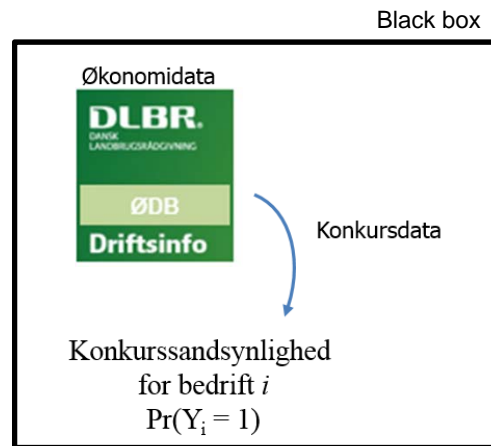 Black box
Økonomidata
DLBR.
DANSK
LANDBRUGSRÅDGIVNING
ØDB
Driftsinfo
Konkursdata
Konkurssandsynlighed
for bedrift i
Pr(Yᵢ = 1)